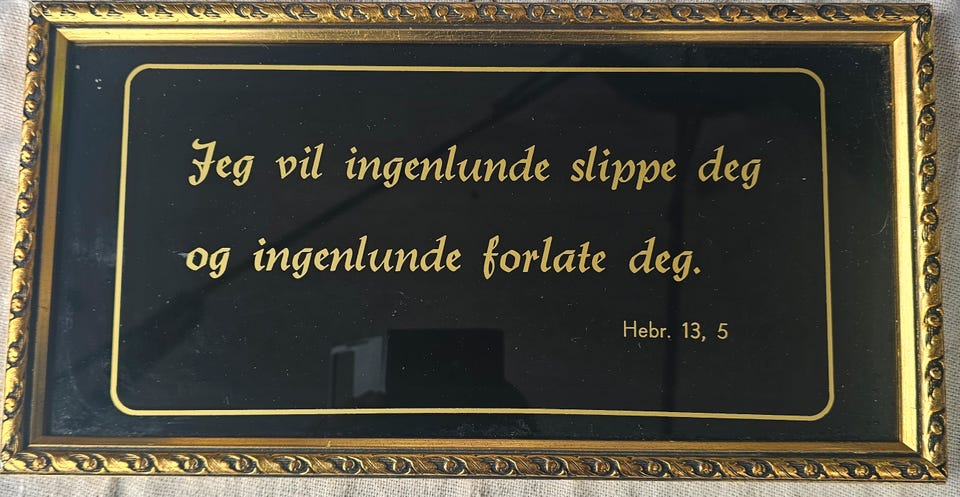 Jeg vil ingenlunde slippe deg
og ingenlunde forlate deg.
Hebr. 13, 5